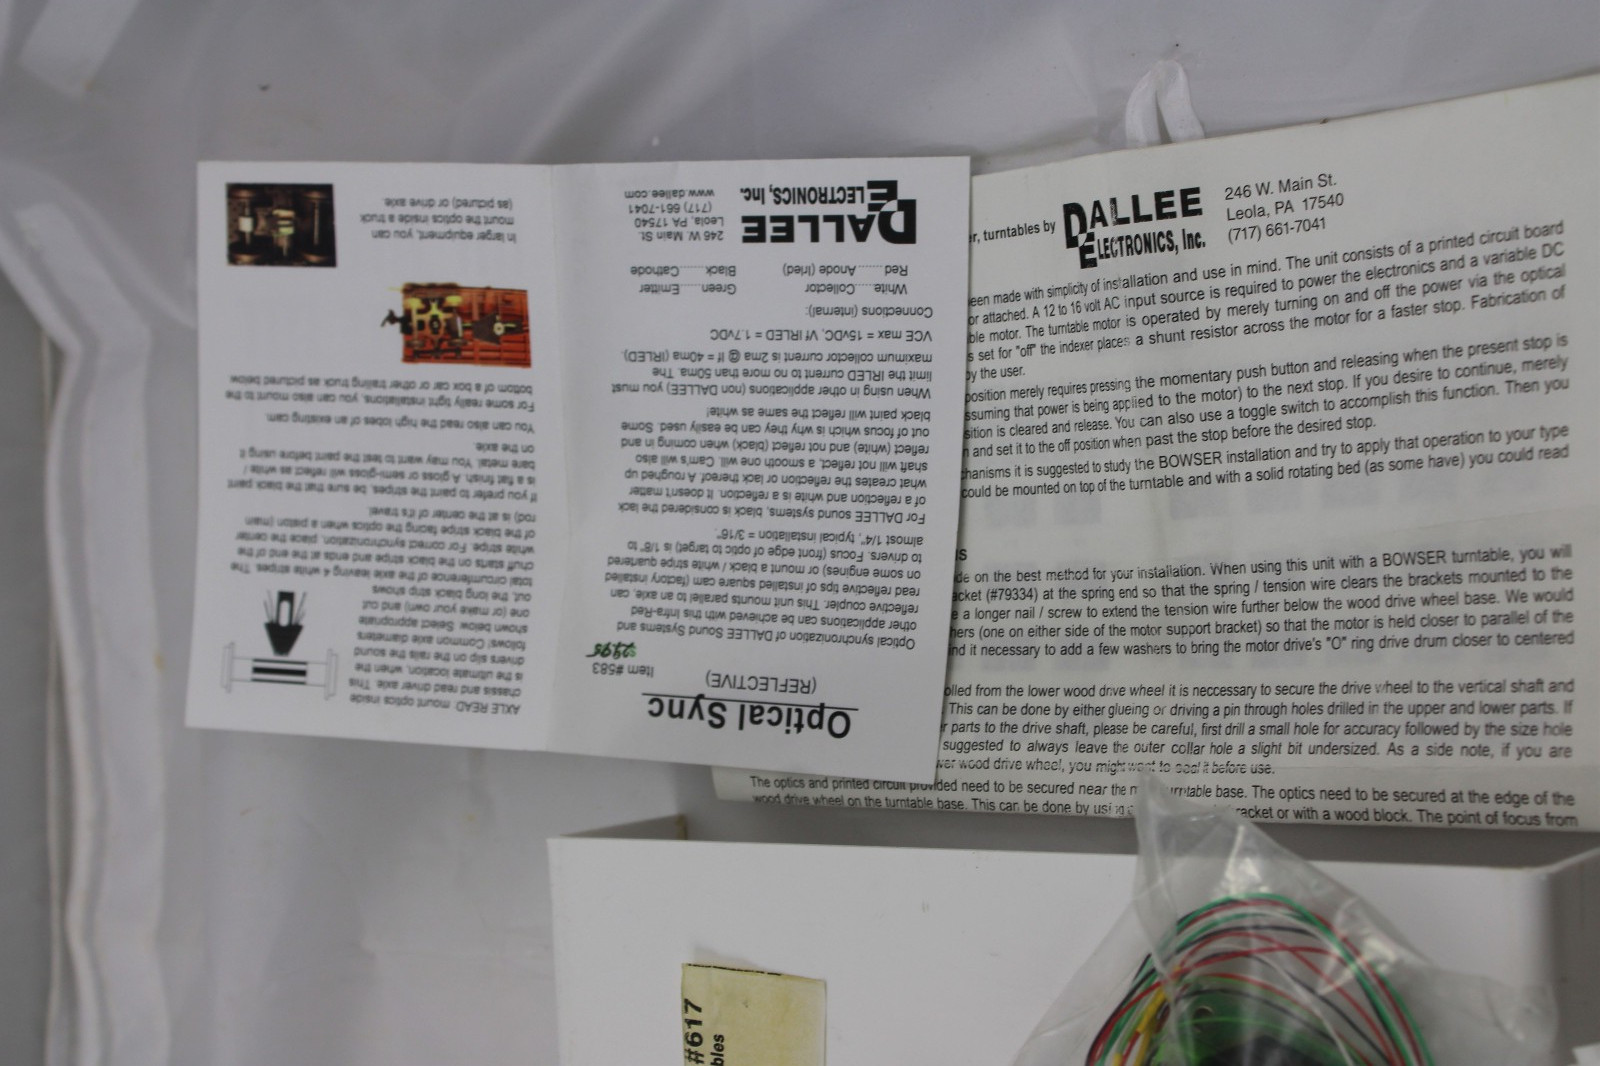 Optical Sync
(REFLECTIVE)
Item #583
$29.95
Optical synchronization of DALLEE Sound Systems and
other applications can be achieved with this Infra-Red
reflective coupler. This unit mounts parallel to an axle, can
read reflective tips of installed square cam (factory installed
on some engines) or mount a black / white stripe quartered
to drivers. Focus (front edge of optic to target) is 1/8" to
almost 1/4", typical installation = 3/16".
For DALLEE sound systems, black is considered the lack
of a reflection and white is a reflection. It doesn't matter
what creates the reflection or lack thereof. A roughed up
shaft will not reflect, a smooth one will. Cam's will also
reflect (white) and not reflect (black) when coming in and
out of focus which is why they can be easily used. Some
black paint will reflect the same as white!
When using in other applications (non DALLEE) you must
limit the IRLED current to no more than 50ma. The
maximum collector current is 2ma @ If = 40ma (IRLED),
VCE max = 15vDC, Vf IRLED = 1.7vDC
Connections (internal):
White......Collector Green......Emitter
Red........Anode (Ired) Black.......Cathode
DALLEE
ELECTRONICS, Inc.
246 W. Main St.
Leola, PA 17540
(717) 661-7041
www.dallee.com
AXLE READ: mount optics inside
chassis and read driver axle. This
is the ultimate location, when the
drivers slip on the rails the sound
follows! Common axle diameters
shown below. Select appropriate
one (or make your own) and cut
out, the long black strip shows
total circumference of the axle leaving 4 white stripes. The
chuff starts on the black stripe and ends at the end of the
white stripe. For correct synchronization, place the center
of the black stripe facing the optics when a piston (main
rod) is at the center of it's travel.
If you prefer to paint the stripes, be sure that the black paint
is a flat finish. A gloss or semi-gloss will reflect as white /
bare metal. You may want to test the paint before using it
on the axle.
You can also read the high lobes of an existing cam.
For some really tight installations, you can also mount to the
bottom of a box car or other trailing truck as pictured below.
In larger equipment, you can
mount the optics inside a truck
(as pictured) or drive axle.
r, turntables by DALLEE
ELECTRONICS, Inc.
246 W. Main St.
Leola, PA 17540
(717) 661-7041
een made with simplicity of installation and use in mind. The unit consists of a printed circuit board
or attached. A 12 to 16 volt AC input source is required to power the electronics and a variable DC
ble motor. The turntable motor is operated by merely turning on and off the power via the optical
s set for "off" the indexer places a shunt resistor across the motor for a faster stop. Fabrication of
by the user.
position merely requires pressing the momentary push button and releasing when the present stop is
ssuming that power is being applied to the motor) to the next stop. If you desire to continue, merely
sition is cleared and release. You can also use a toggle switch to accomplish this function. Then you
n and set it to the off position when past the stop before the desired stop.
chanisms it is suggested to study the BOWSER installation and try to apply that operation to your type
could be mounted on top of the turntable and with a solid rotating bed (as some have) you could read
s
de on the best method for your installation. When using this unit with a BOWSER turntable, you will
acket (#79334) at the spring end so that the spring / tension wire clears the brackets mounted to the
e a longer nail / screw to extend the tension wire further below the wood drive wheel base. We would
hers (one on either side of the motor support bracket) so that the motor is held closer to parallel of the
nd it necessary to add a few washers to bring the motor drive's "O" ring drive drum closer to centered
olled from the lower wood drive wheel it is neccessary to secure the drive wheel to the vertical shaft and
This can be done by either glueing or driving a pin through holes drilled in the upper and lower parts. If
r parts to the drive shaft, please be careful, first drill a small hole for accuracy followed by the size hole
suggested to always leave the outer collar hole a slight bit undersized. As a side note, if you are
wer wood drive wheel, you might want to seal it before use.
The optics and printed circuit provided need to be secured near the turntable base. The optics need to be secured at the edge of the
wood drive wheel on the turntable base. This can be done by using racket or with a wood block. The point of focus from
#617
bles